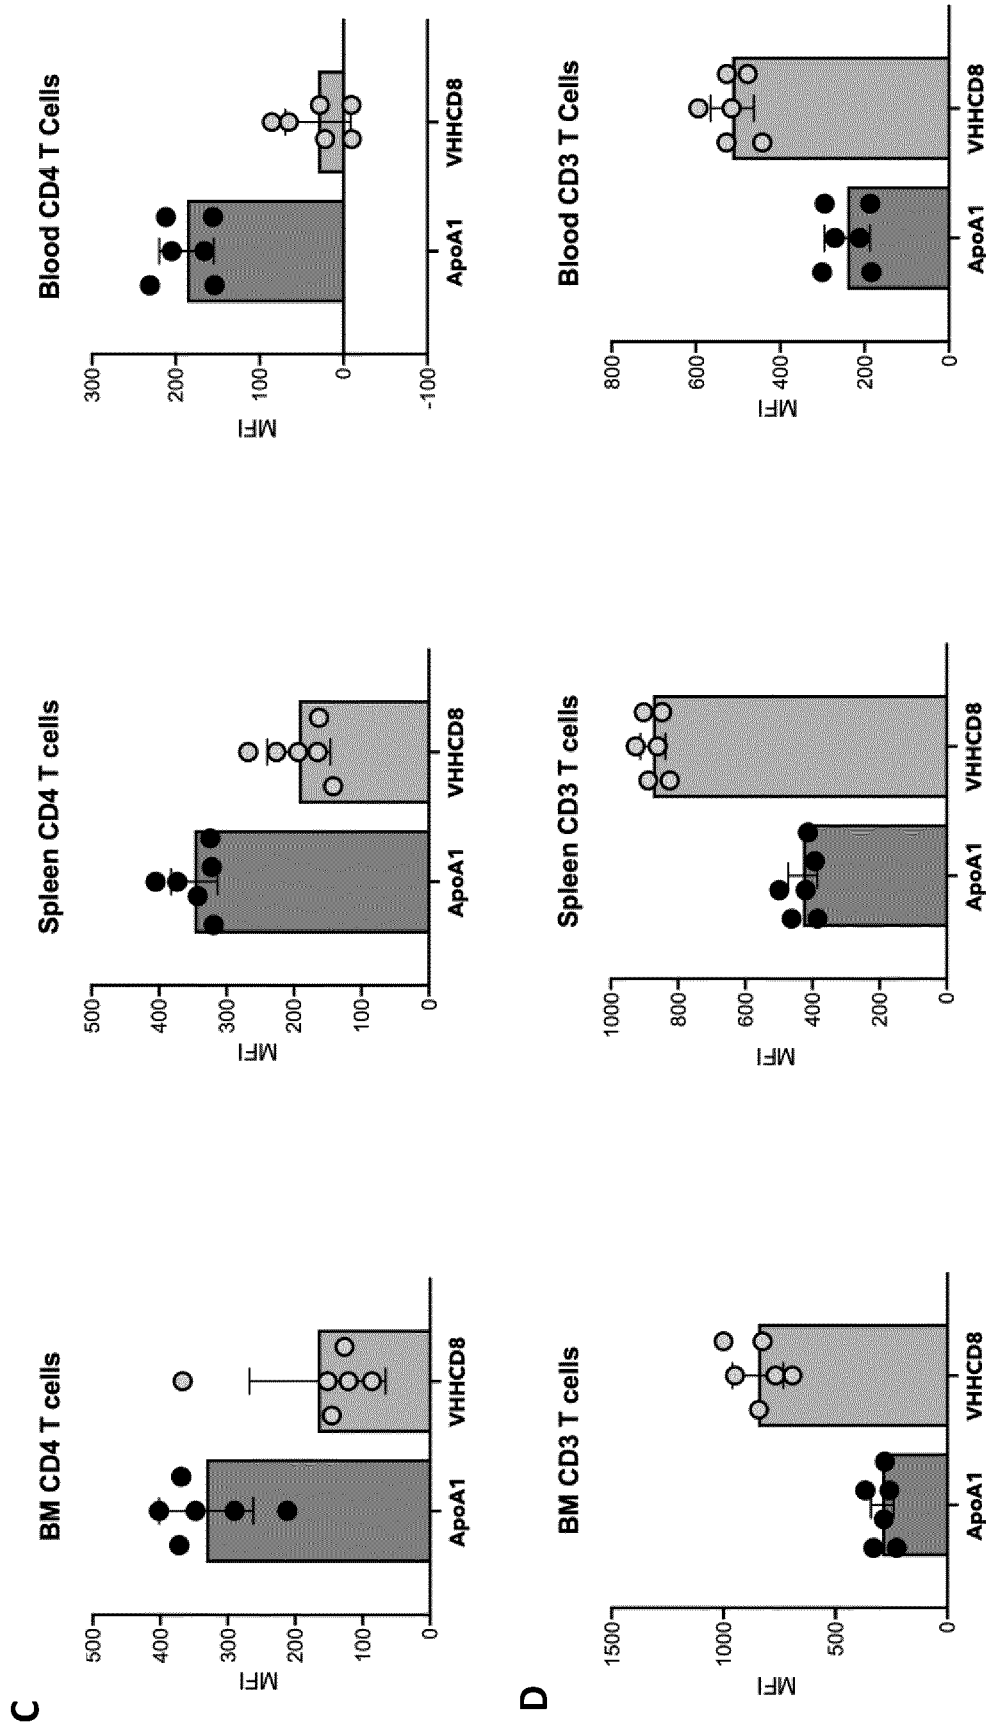 C
BM CD4 T cells
MFI
500
400
300
200
100
0
ApoA1
VHHCD8
Spleen CD4 T cells
MFI
500
400
300
200
100
0
ApoA1
VHHCD8
Blood CD4 T Cells
MFI
300
200
100
0
-100
ApoA1
VHHCD8
D
BM CD3 T cells
MFI
1500
1000
500
0
ApoA1
VHHCD8
Spleen CD3 T cells
MFI
1000
800
600
400
200
0
ApoA1
VHHCD8
Blood CD3 T Cells
MFI
800
600
400
200
0
ApoA1
VHHCD8